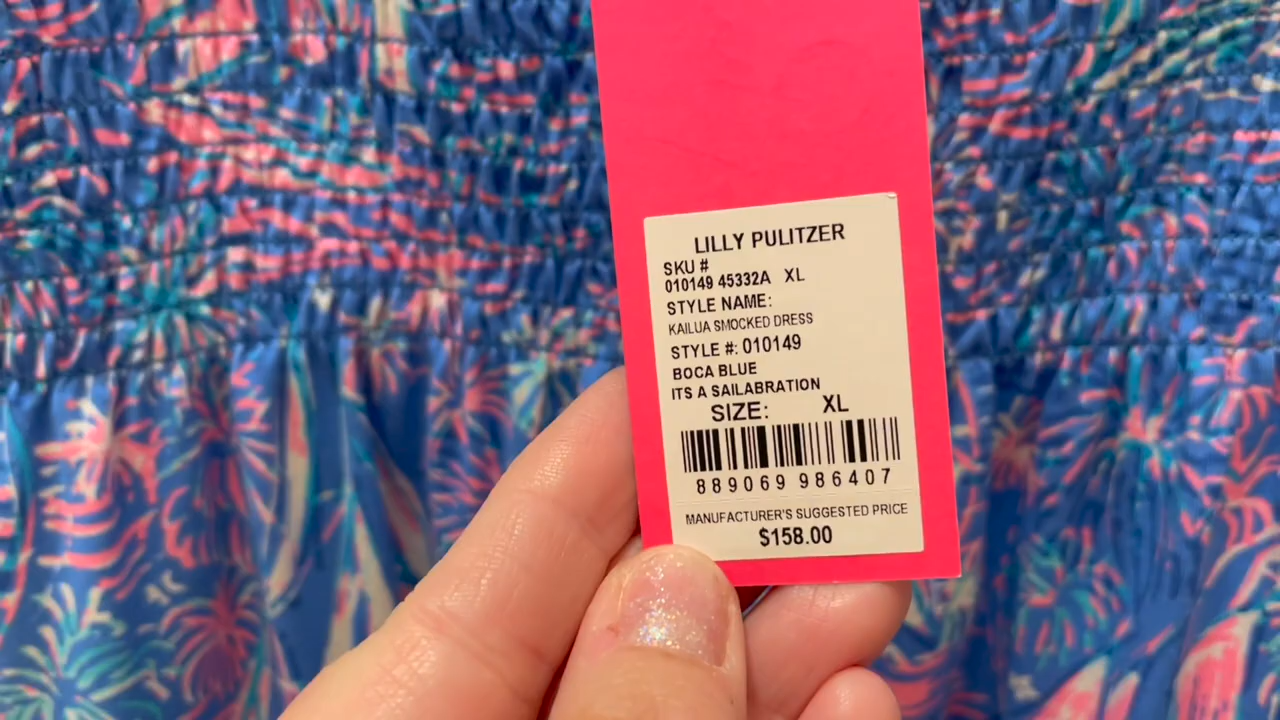 LILLY PULITZER
SKU #
010149 45332A XL
STYLE NAME:
KAILUA SMOCKED DRESS
STYLE #: 010149
BOCA BLUE
ITS A SAILABRATION
SIZE: XL
889069 986407
MANUFACTURER'S SUGGESTED PRICE
$158.00